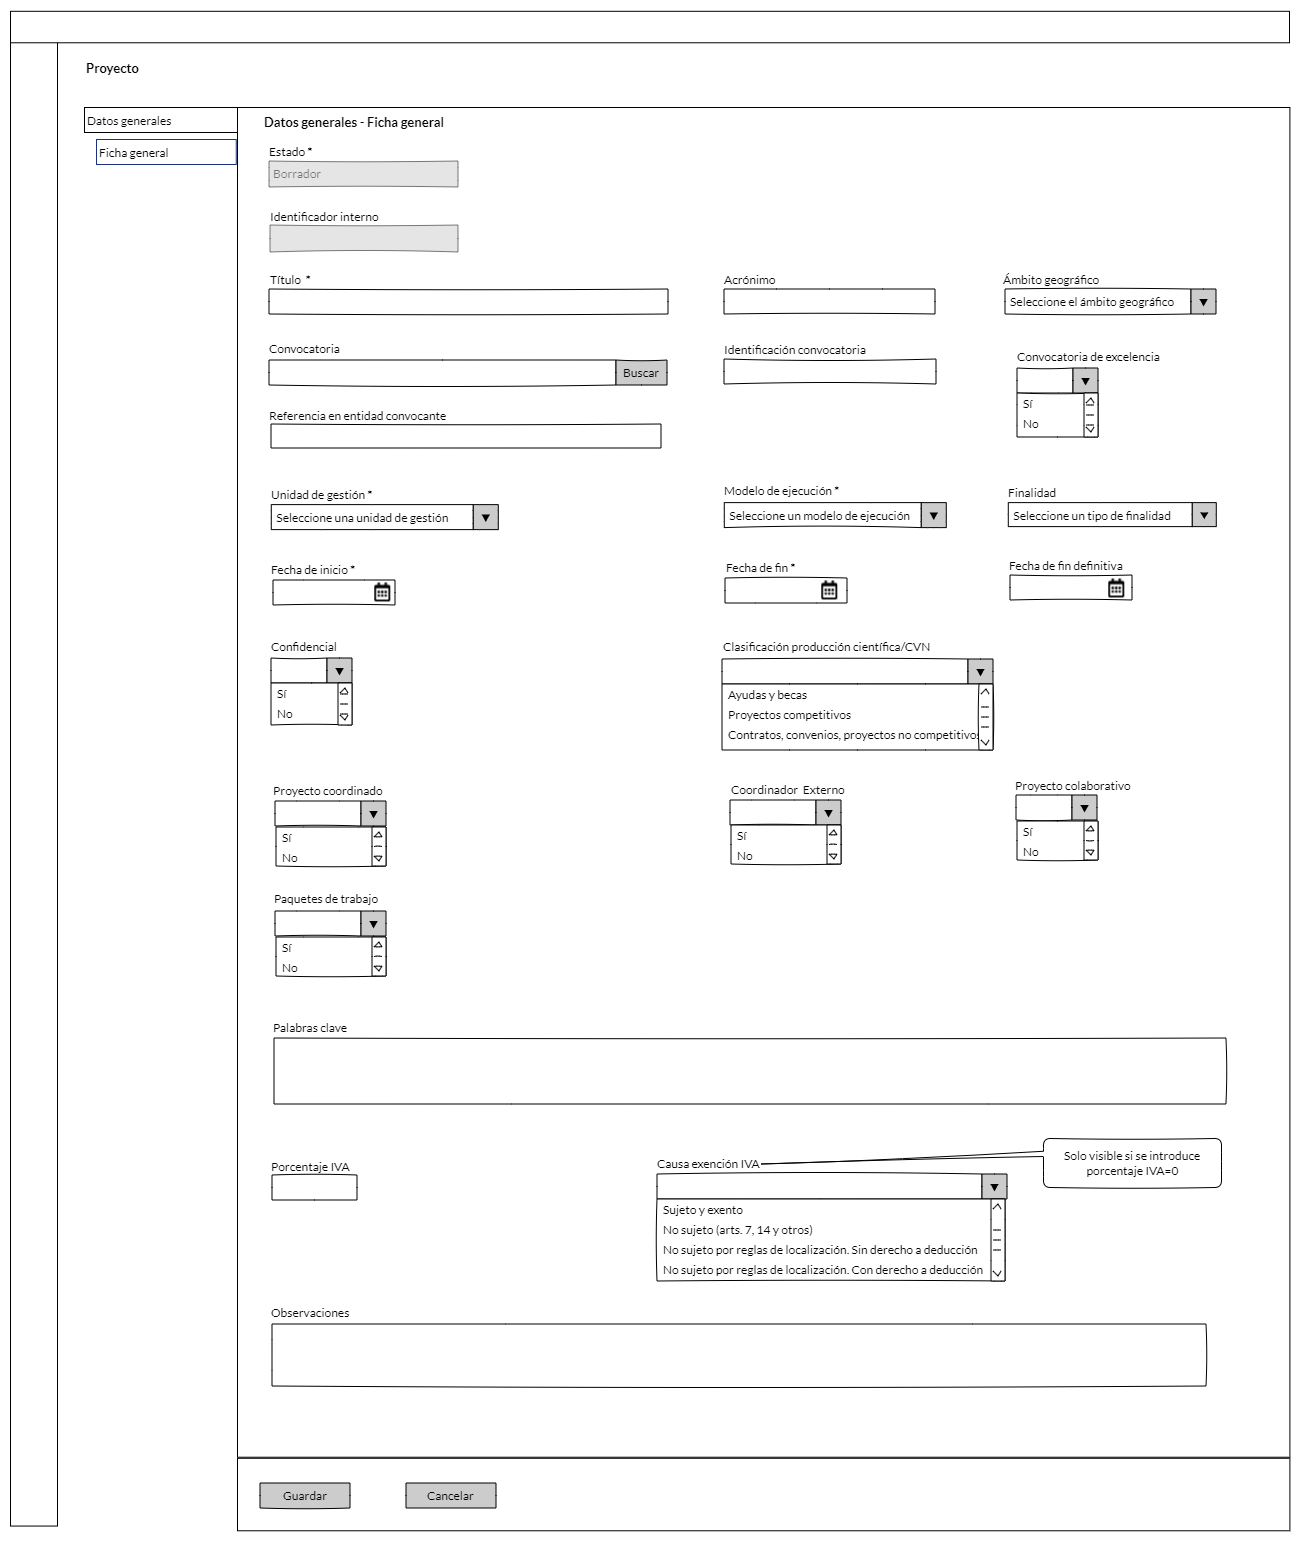 Proyecto
Datos generales
Ficha general
Datos generales - Ficha general
Estado *
Borrador
Identificador interno
Título *
Acrónimo
Ámbito geográfico
Seleccione el ámbito geográfico
Convocatoria
Buscar
Identificación convocatoria
Convocatoria de excelencia
Sí
No
Referencia en entidad convocante
Unidad de gestión *
Seleccione una unidad de gestión
Modelo de ejecución *
Seleccione un modelo de ejecución
Finalidad
Seleccione un tipo de finalidad
Fecha de inicio *
Fecha de fin *
Fecha de fin definitiva
Confidencial
Sí
No
Clasificación producción científica/CVN
Ayudas y becas
Proyectos competitivos
Contratos, convenios, proyectos no competitivos
Proyecto coordinado
Sí
No
Coordinador Externo
Sí
No
Proyecto colaborativo
Sí
No
Paquetes de trabajo
Sí
No
Palabras clave
Porcentaje IVA
Causa exención IVA
Solo visible si se introduce
porcentaje IVA=0
Sujeto y exento
No sujeto (arts. 7, 14 y otros)
No sujeto por reglas de localización. Sin derecho a deducción
No sujeto por reglas de localización. Con derecho a deducción
Observaciones
Guardar
Cancelar